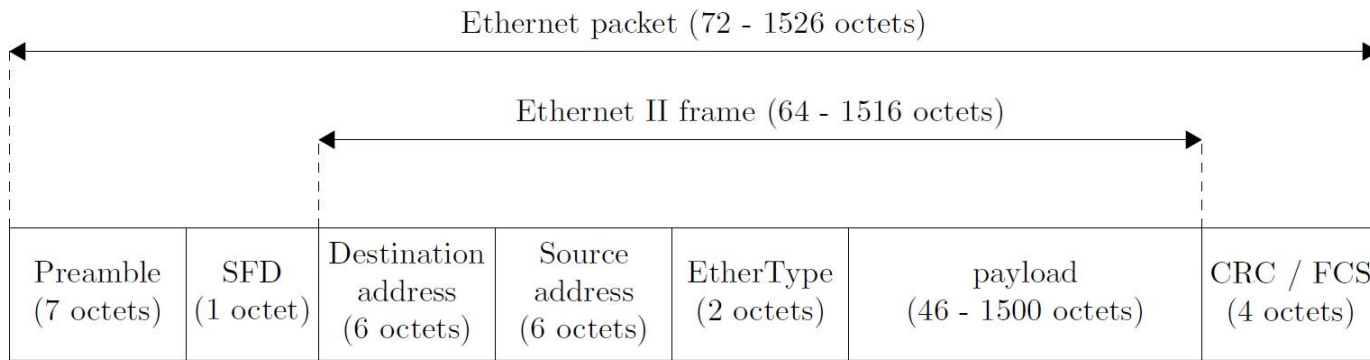 Ethernet packet (72 - 1526 octets)
Ethernet II frame (64 - 1516 octets)
Preamble
(7 octets)
SFD
(1 octet)
Destination
address
(6 octets)
Source
address
(6 octets)
EtherType
(2 octets)
payload
(46 - 1500 octets)
CRC / FCS
(4 octets)